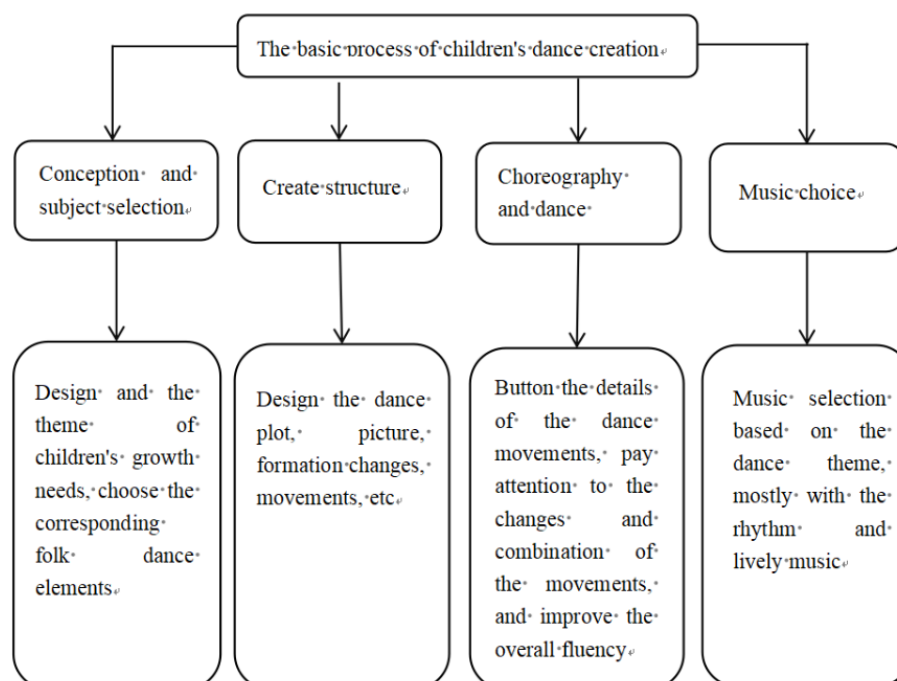 The basic process of children's dance creation
Conception and
subject selection
Create structure
Choreography
and dance
Music choice
Design and the
theme of
children's growth
needs, choose the
corresponding
folk dance
elements
Design the dance
plot, picture,
formation changes,
movements, etc
Button the details
of the dance
movements, pay
attention to the
changes and
combination of
the movements,
and improve the
overall fluency
Music selection
based on the
dance theme,
mostly with the
rhythm and
lively music